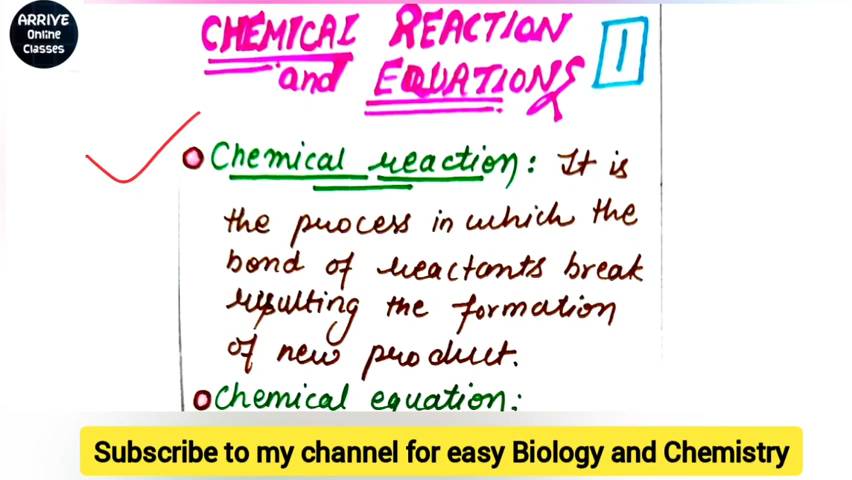 ARRIVE
Online
Classes
CHEMICAL REACTION
and EQUATIONS
1
Chemical reaction: It is
the process in which the
bond of reactants break
resulting the formation
of new product.
Chemical equation:
Subscribe to my channel for easy Biology and Chemistry